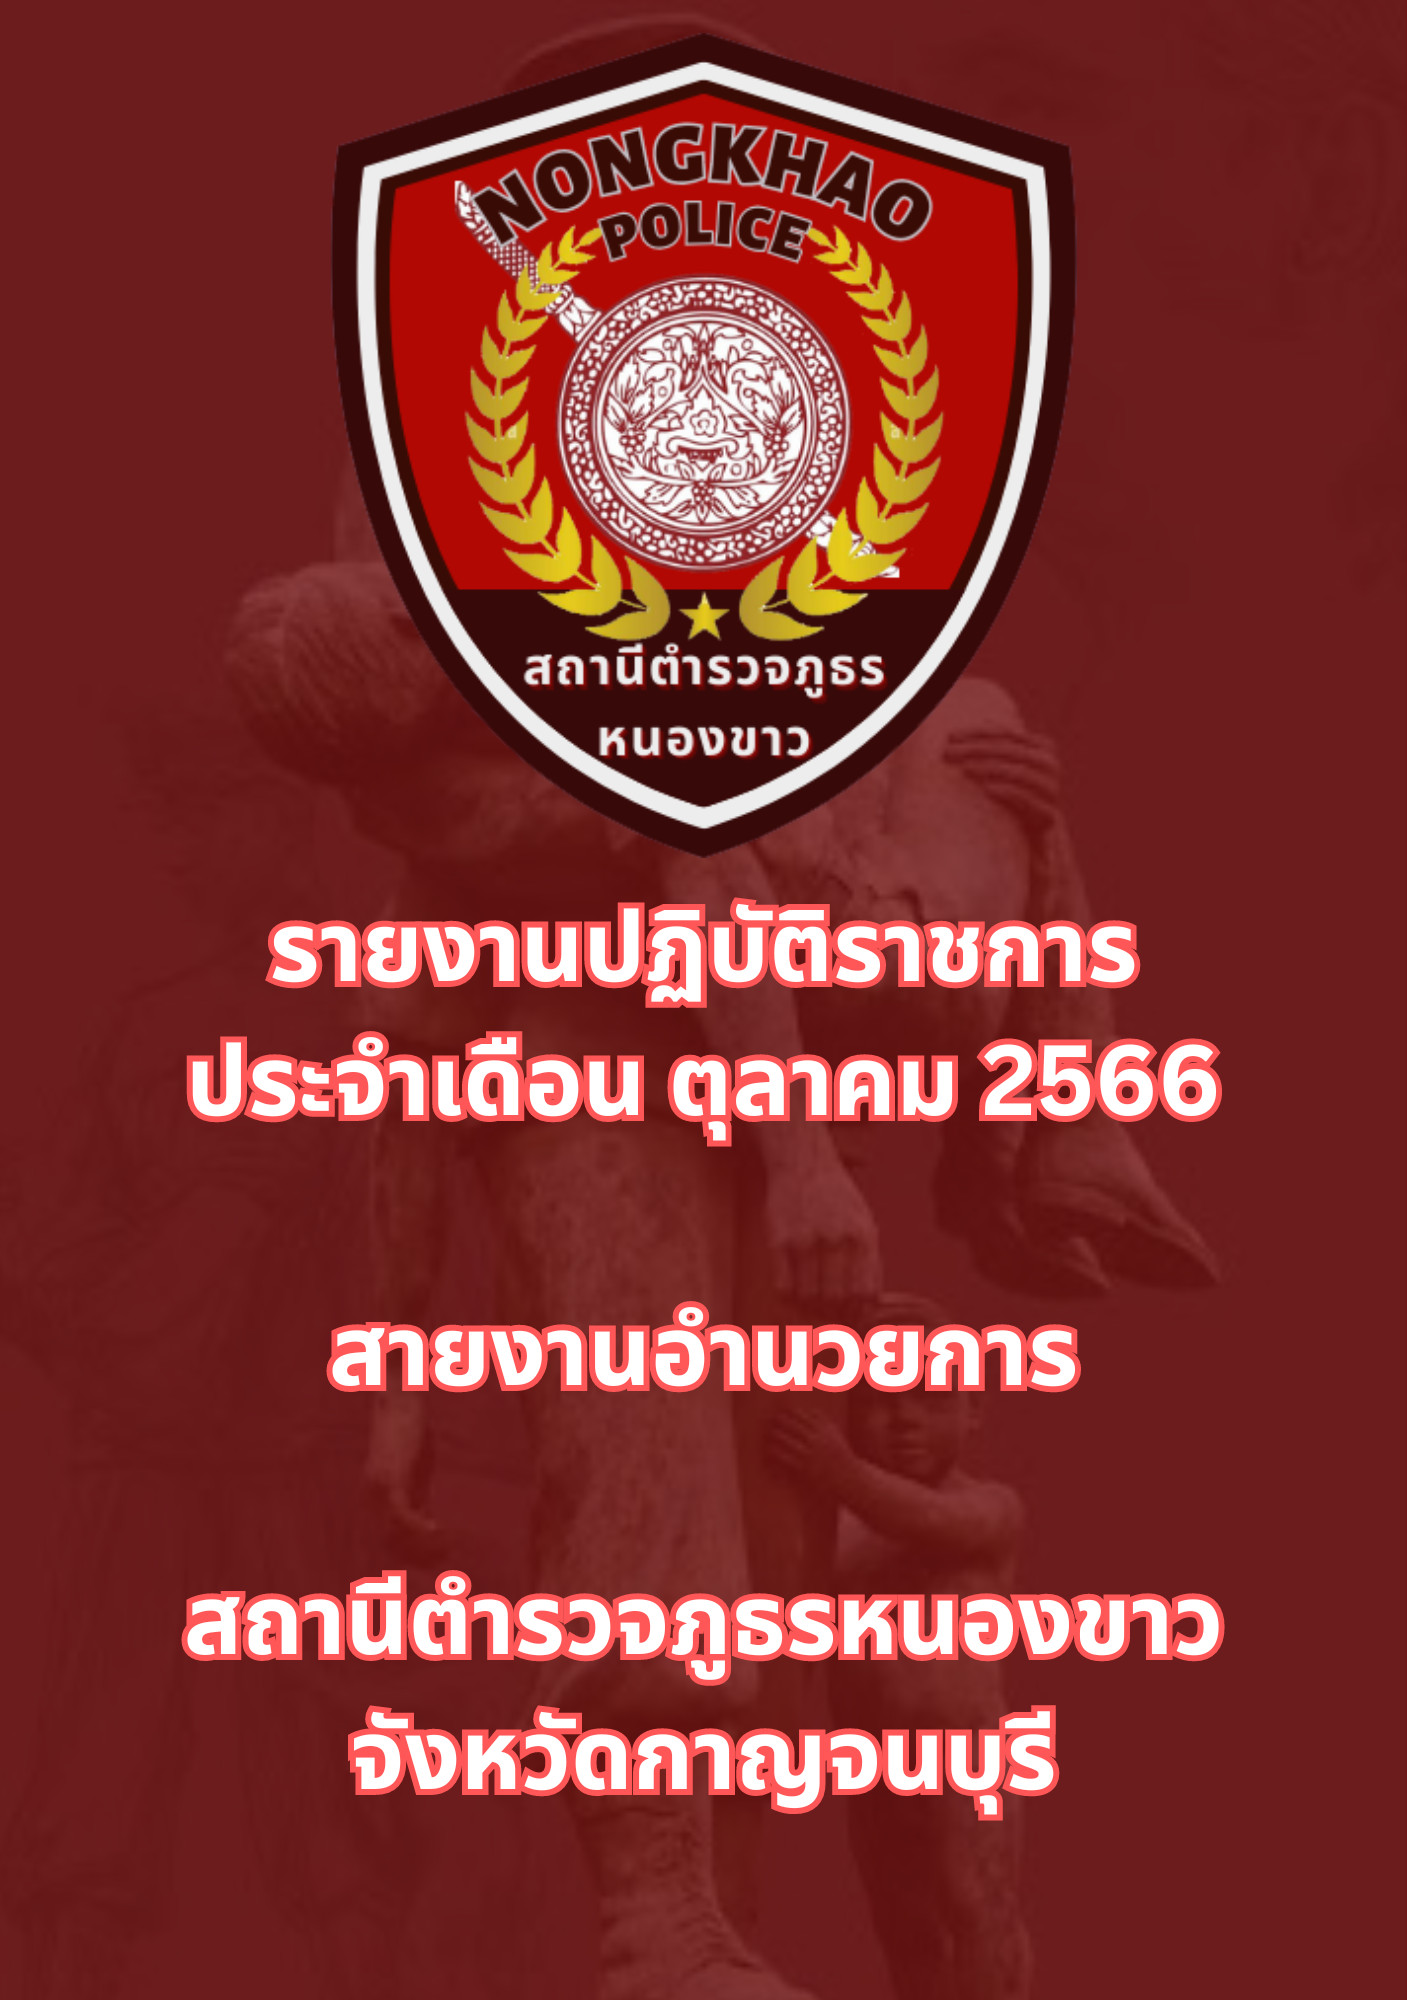 NONGKHAO
POLICE
สถานีตำรวจภูธร
หนองขาว
รายงานปฏิบัติราชการ
ประจำเดือน ตุลาคม 2566
สายงานอำนวยการ
สถานีตำรวจภูธรหนองขาว
จังหวัดกาญจนบุรี